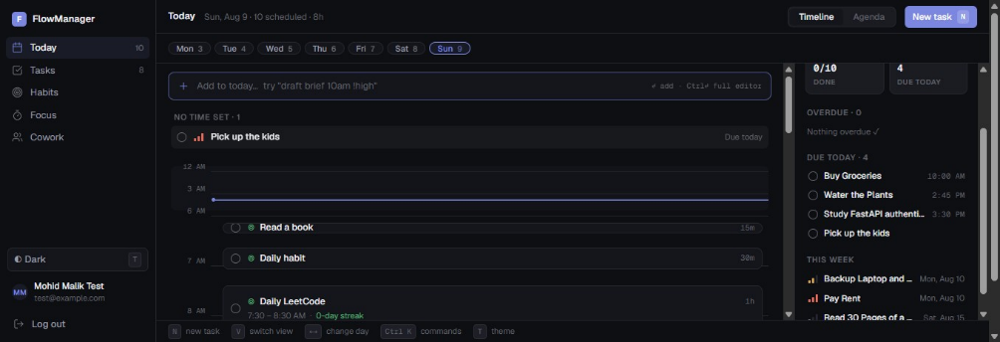 F FlowManager
Today 10
Tasks 8
Habits
Focus
Cowork
Dark T
MM Mohid Malik Test
test@example.com
Log out
Today Sun, Aug 9 · 10 scheduled · 8h
Timeline Agenda New task N
Mon 3 Tue 4 Wed 5 Thu 6 Fri 7 Sat 8 Sun 9
+ Add to today… try "draft brief 10am !high" ⏎ add · Ctrl⏎ full editor
NO TIME SET · 1
Pick up the kids Due today
12 AM
3 AM
6 AM
Read a book 15m
7 AM Daily habit 30m
Daily LeetCode 1h
8 AM 7:30 – 8:30 AM · 0-day streak
N new task V switch view ←→ change day Ctrl K commands T theme
0/10 4
DONE DUE TODAY
OVERDUE · 0
Nothing overdue ✓
DUE TODAY · 4
Buy Groceries 10:00 AM
Water the Plants 2:45 PM
Study FastAPI authenti… 3:30 PM
Pick up the kids
THIS WEEK
Backup Laptop and … Mon, Aug 10
Pay Rent Mon, Aug 10
Read 30 Pages of a … Sat, Aug 15